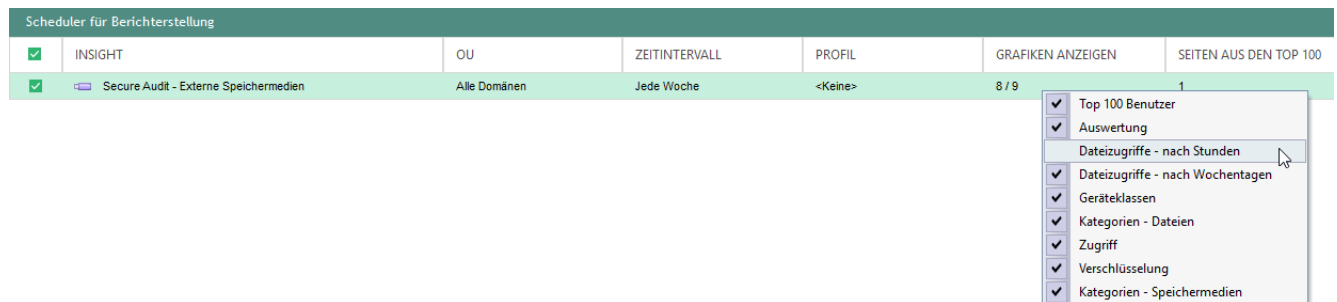 Scheduler für Berichterstellung
INSIGHT OU ZEITINTERVALL PROFIL GRAFIKEN ANZEIGEN SEITEN AUS DEN TOP 100
Secure Audit - Externe Speichermedien Alle Domänen Jede Woche <Keine> 8 / 9 1
Top 100 Benutzer
Auswertung
Dateizugriffe - nach Stunden
Dateizugriffe - nach Wochentagen
Geräteklassen
Kategorien - Dateien
Zugriff
Verschlüsselung
Kategorien - Speichermedien